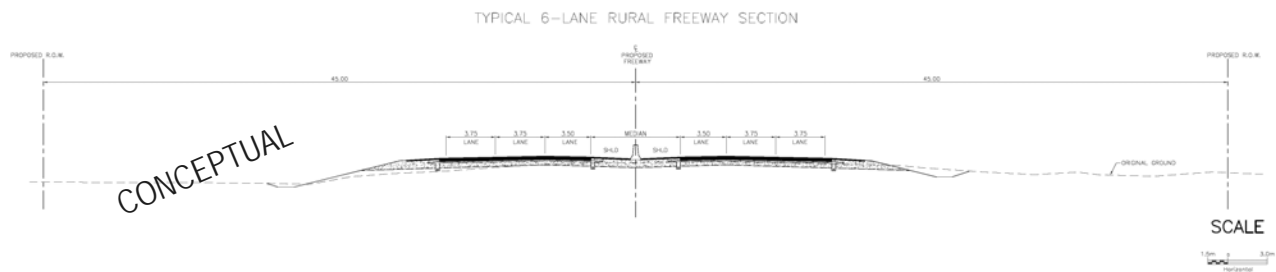 TYPICAL 6-LANE RURAL FREEWAY SECTION
PROPOSED R.O.W.
℄
PROPOSED
FREEWAY
PROPOSED R.O.W.
45.00
45.00
CONCEPTUAL
3.75
LANE
3.75
LANE
3.50
LANE
MEDIAN
SHLD
SHLD
3.50
LANE
3.75
LANE
3.75
LANE
ORIGINAL GROUND
SCALE
1.5m 0 3.0m
Horizontal